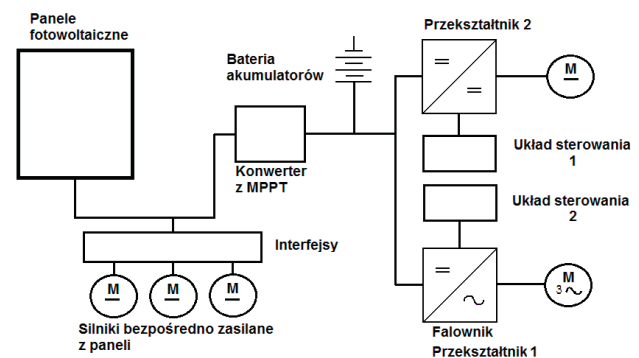 Panele
fotowoltaiczne
Przekształtnik 2
Bateria
akumulatorów
M
Konwerter
z MPPT
Układ sterowania
1
Układ sterowania
2
Interfejsy
M
M
M
M
3
Silniki bezpośredno zasilane
z paneli
Falownik
Przekształtnik 1